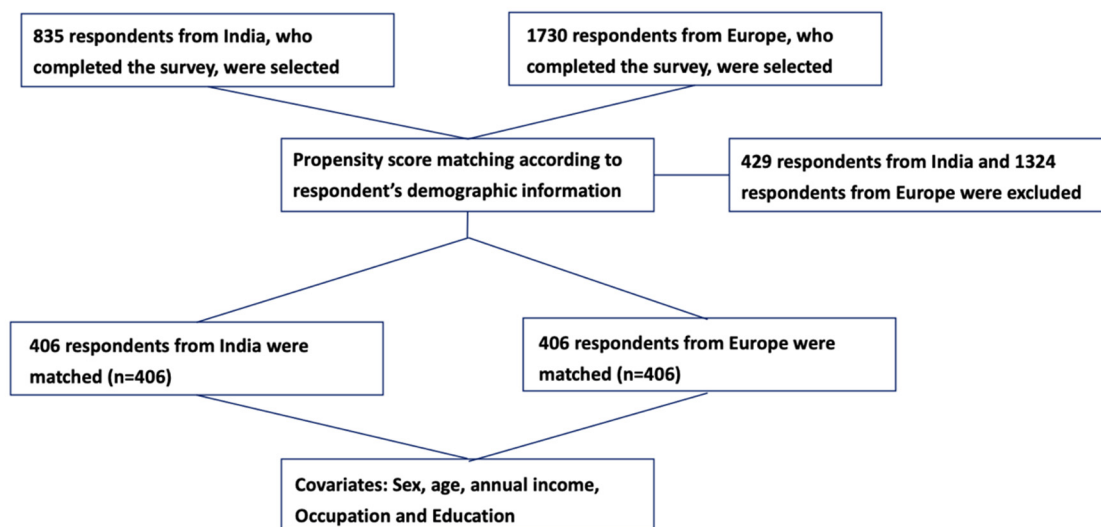 835 respondents from India, who
completed the survey, were selected
1730 respondents from Europe, who
completed the survey, were selected
Propensity score matching according to
respondent's demographic information
429 respondents from India and 1324
respondents from Europe were excluded
406 respondents from India were
matched (n=406)
406 respondents from Europe were
matched (n=406)
Covariates: Sex, age, annual income,
Occupation and Education